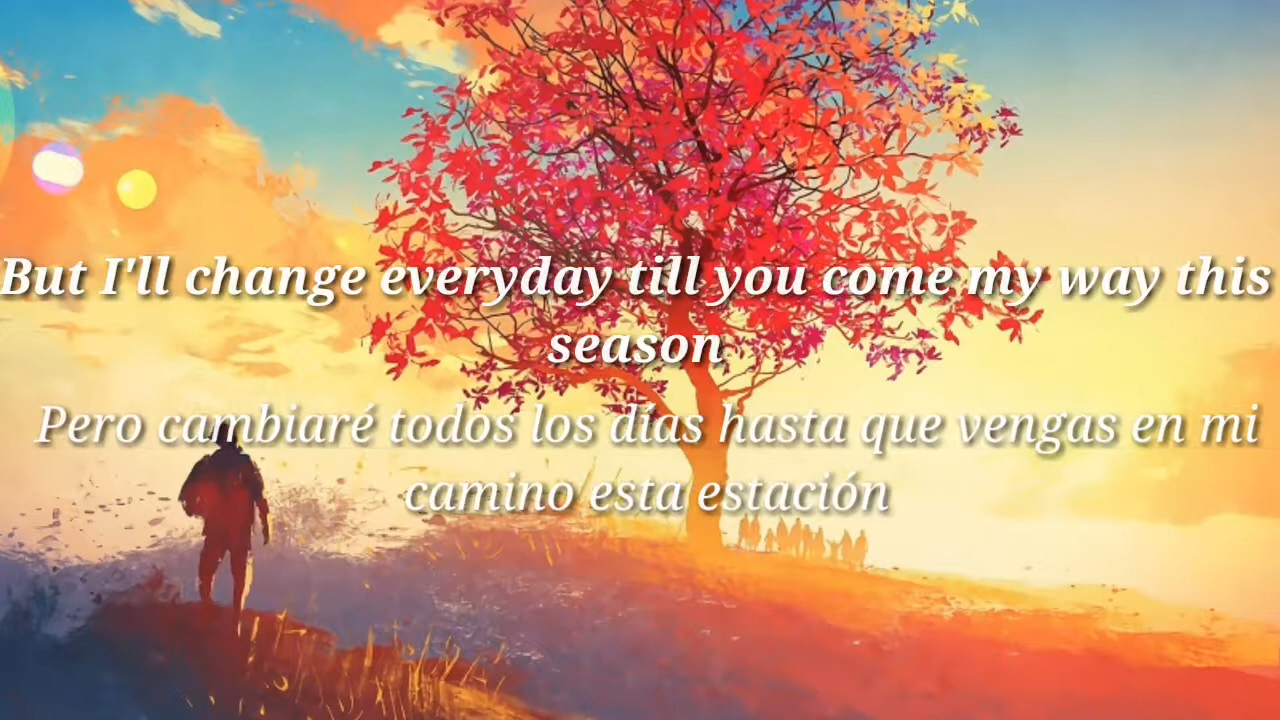 But I'll change everyday till you come my way this
season
Pero cambiaré todos los días hasta que vengas en mi
camino esta estación